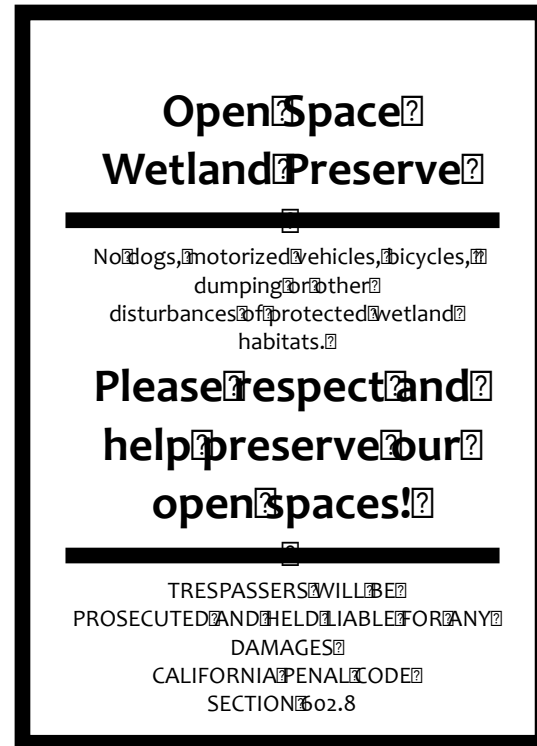 Open Space
Wetland Preserve
No dogs, motorized vehicles, bicycles,
dumping or other
disturbances of protected wetland
habitats.
Please respect and
help preserve our
open spaces!
TRESPASSERS WILL BE
PROSECUTED AND HELD LIABLE FOR ANY
DAMAGES
CALIFORNIA PENAL CODE
SECTION 602.8